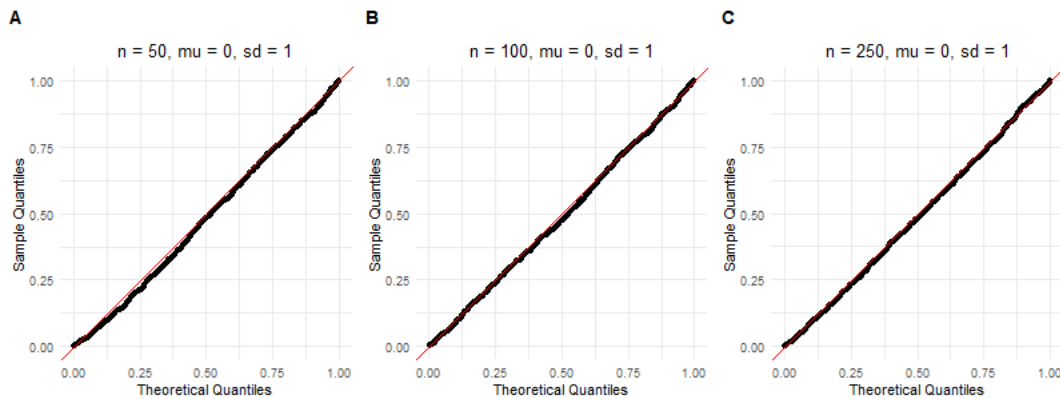 A
n = 50, mu = 0, sd = 1
Sample Quantiles
1.00
0.75
0.50
0.25
0.00
0.00 0.25 0.50 0.75 1.00
Theoretical Quantiles
B
n = 100, mu = 0, sd = 1
Sample Quantiles
1.00
0.75
0.50
0.25
0.00
0.00 0.25 0.50 0.75 1.00
Theoretical Quantiles
C
n = 250, mu = 0, sd = 1
Sample Quantiles
1.00
0.75
0.50
0.25
0.00
0.00 0.25 0.50 0.75 1.00
Theoretical Quantiles